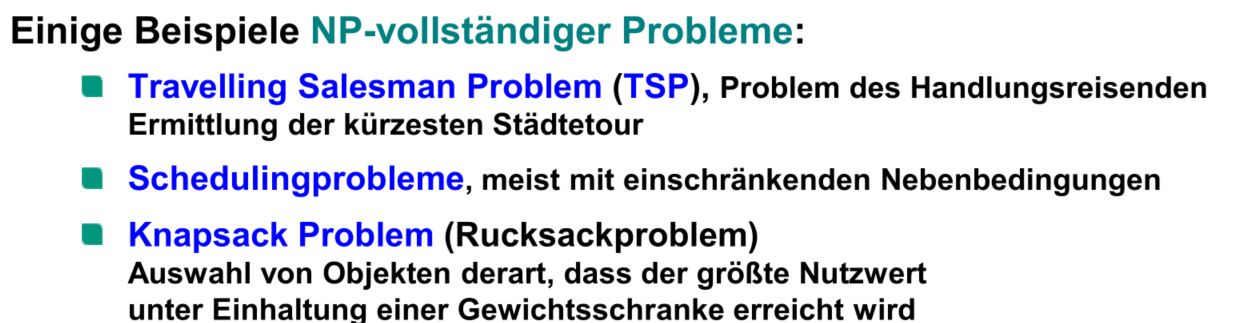 Einige Beispiele NP-vollständiger Probleme:
Travelling Salesman Problem (TSP), Problem des Handlungsreisenden
Ermittlung der kürzesten Städtetour
Schedulingprobleme, meist mit einschränkenden Nebenbedingungen
Knapsack Problem (Rucksackproblem)
Auswahl von Objekten derart, dass der größte Nutzwert
unter Einhaltung einer Gewichtsschranke erreicht wird